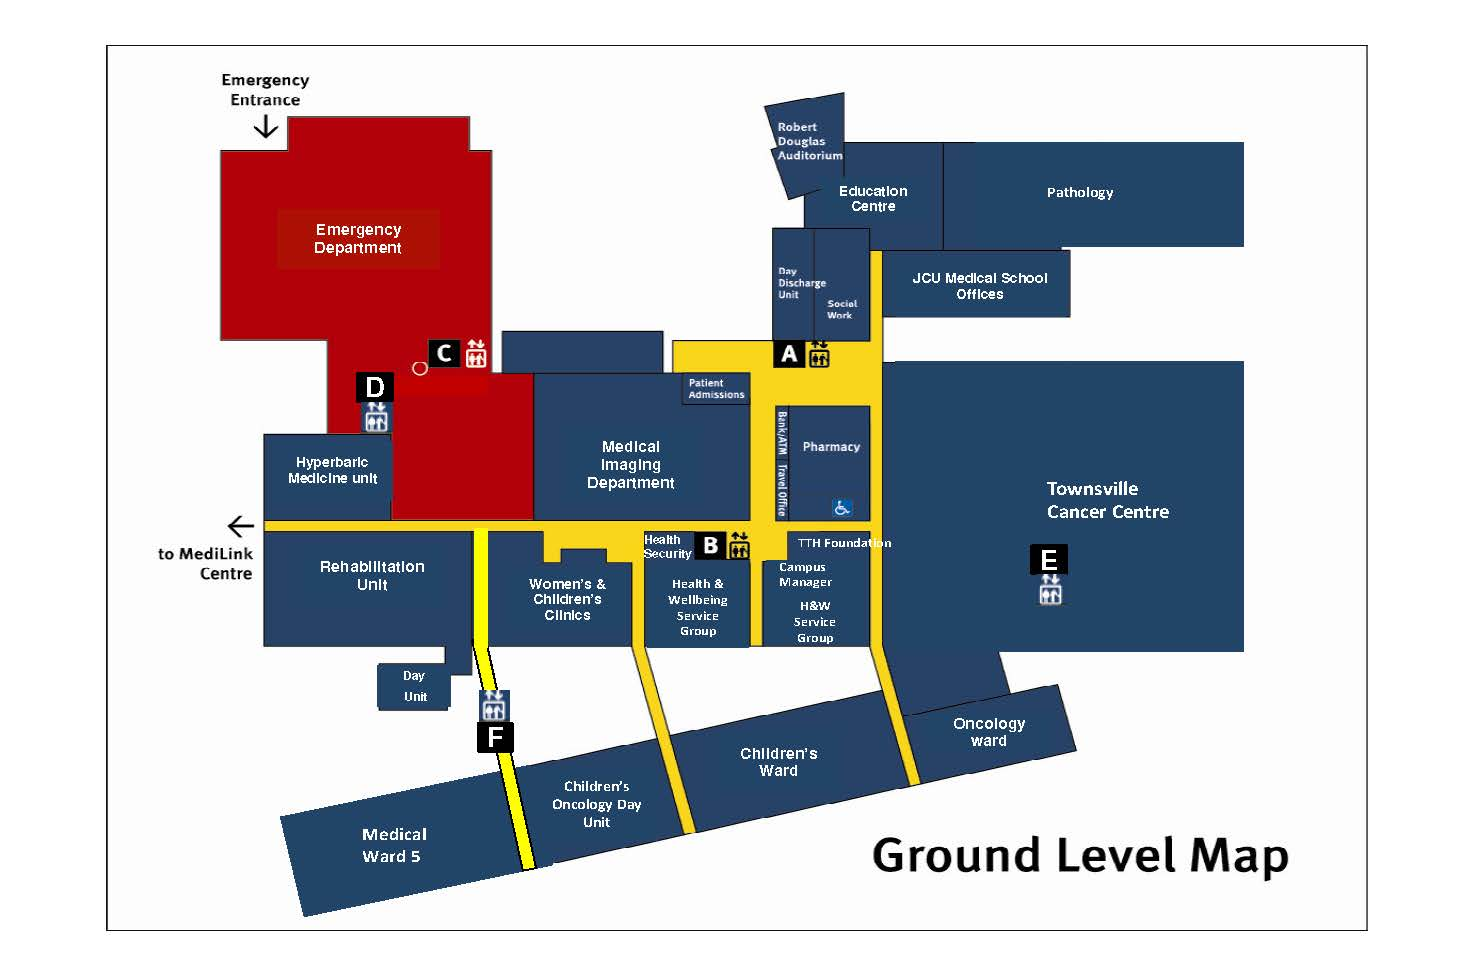 Emergency
Entrance
Robert
Douglas
Auditorium
Education
Centre
Pathology
Emergency
Department
Day
Discharge
Unit
Social
Work
JCU Medical School
Offices
C
A
D
Patient
Admissions
Bank/ATM
Travel Office
Pharmacy
Medical
Imaging
Department
Hyperbaric
Medicine unit
Townsville
Cancer Centre
E
to MediLink
Centre
Health
Security
B
TTH Foundation
Rehabilitation
Unit
Women's &
Children's
Clinics
Health &
Wellbeing
Service
Group
Campus
Manager
H&W
Service
Group
Day
Unit
F
Oncology
ward
Children's
Ward
Children's
Oncology Day
Unit
Medical
Ward 5
Ground Level Map